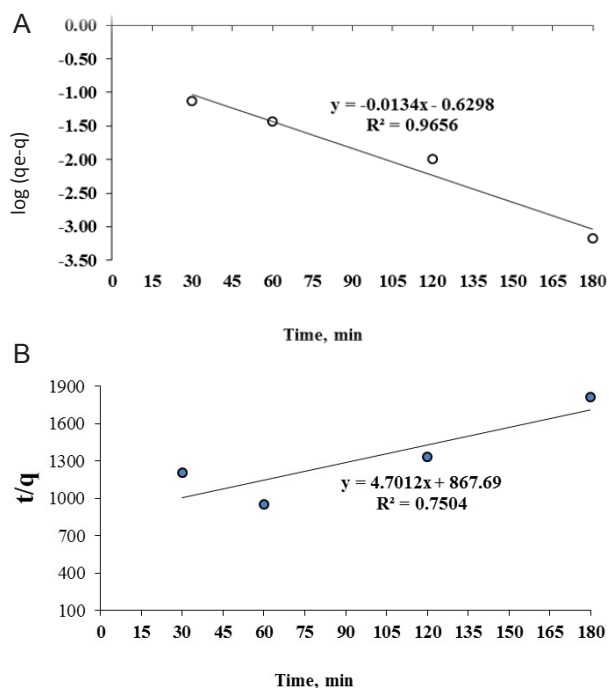 A
0.00
-0.50
-1.00
-1.50
-2.00
-2.50
-3.00
-3.50
log (qe-q)
y = -0.0134x - 0.6298
R² = 0.9656
0 15 30 45 60 75 90 105 120 135 150 165 180
Time, min
B
1900
1600
1300
1000
700
400
100
t/q
y = 4.7012x + 867.69
R² = 0.7504
0 15 30 45 60 75 90 105 120 135 150 165 180
Time, min